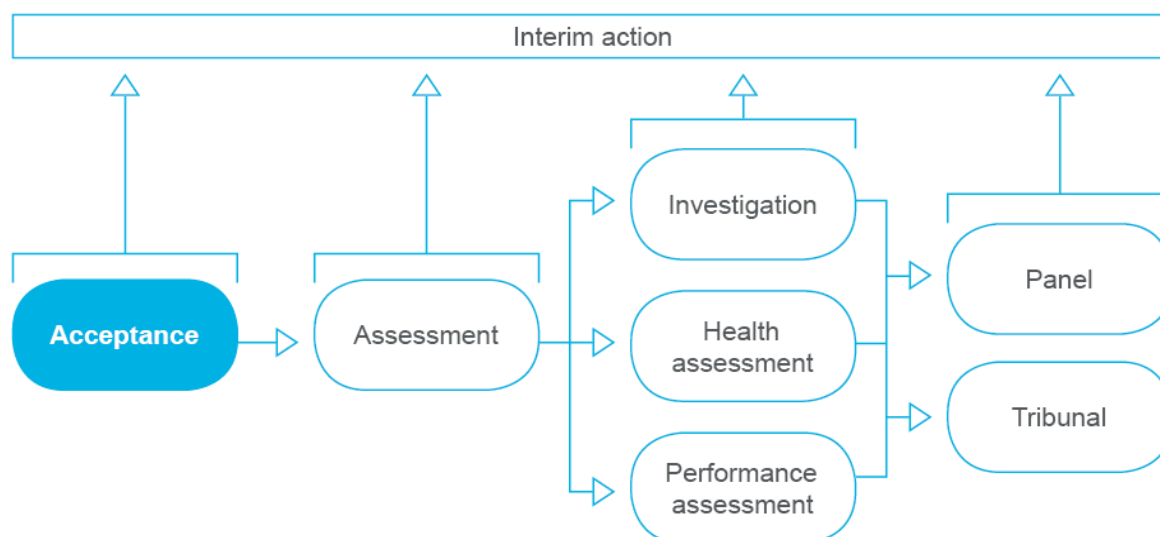 Interim action
Acceptance
Assessment
Investigation
Health
assessment
Performance
assessment
Panel
Tribunal